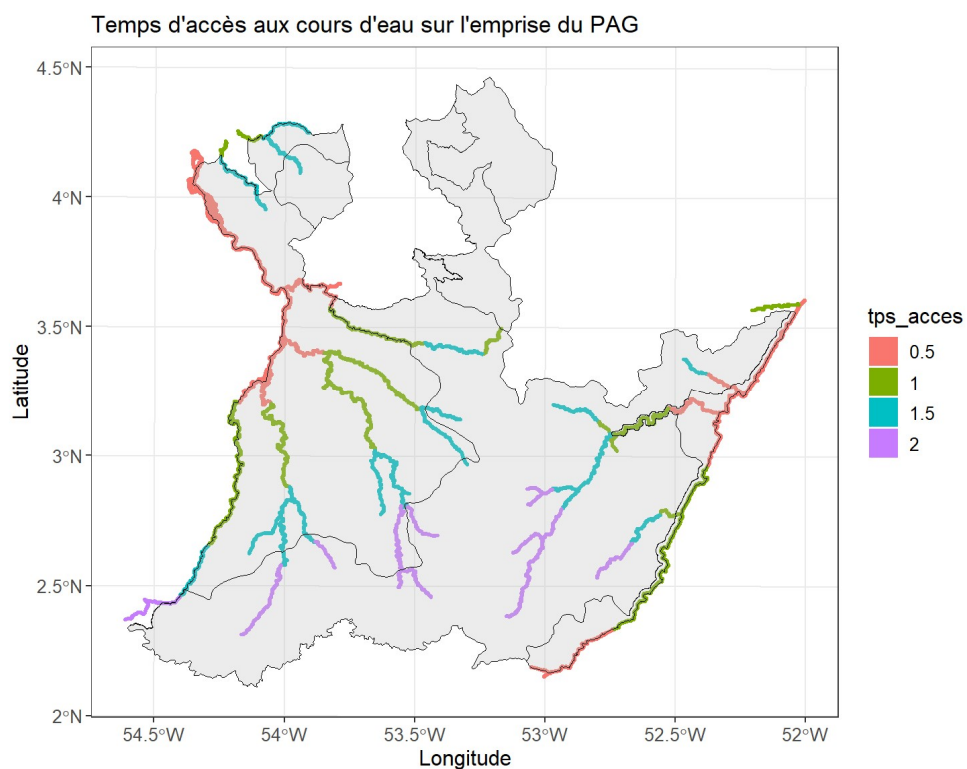 Temps d'accès aux cours d'eau sur l'emprise du PAG
4.5°N
4°N
3.5°N
3°N
2.5°N
2°N
Latitude
54.5°W
54°W
53.5°W
53°W
52.5°W
52°W
Longitude
tps_acces
0.5
1
1.5
2